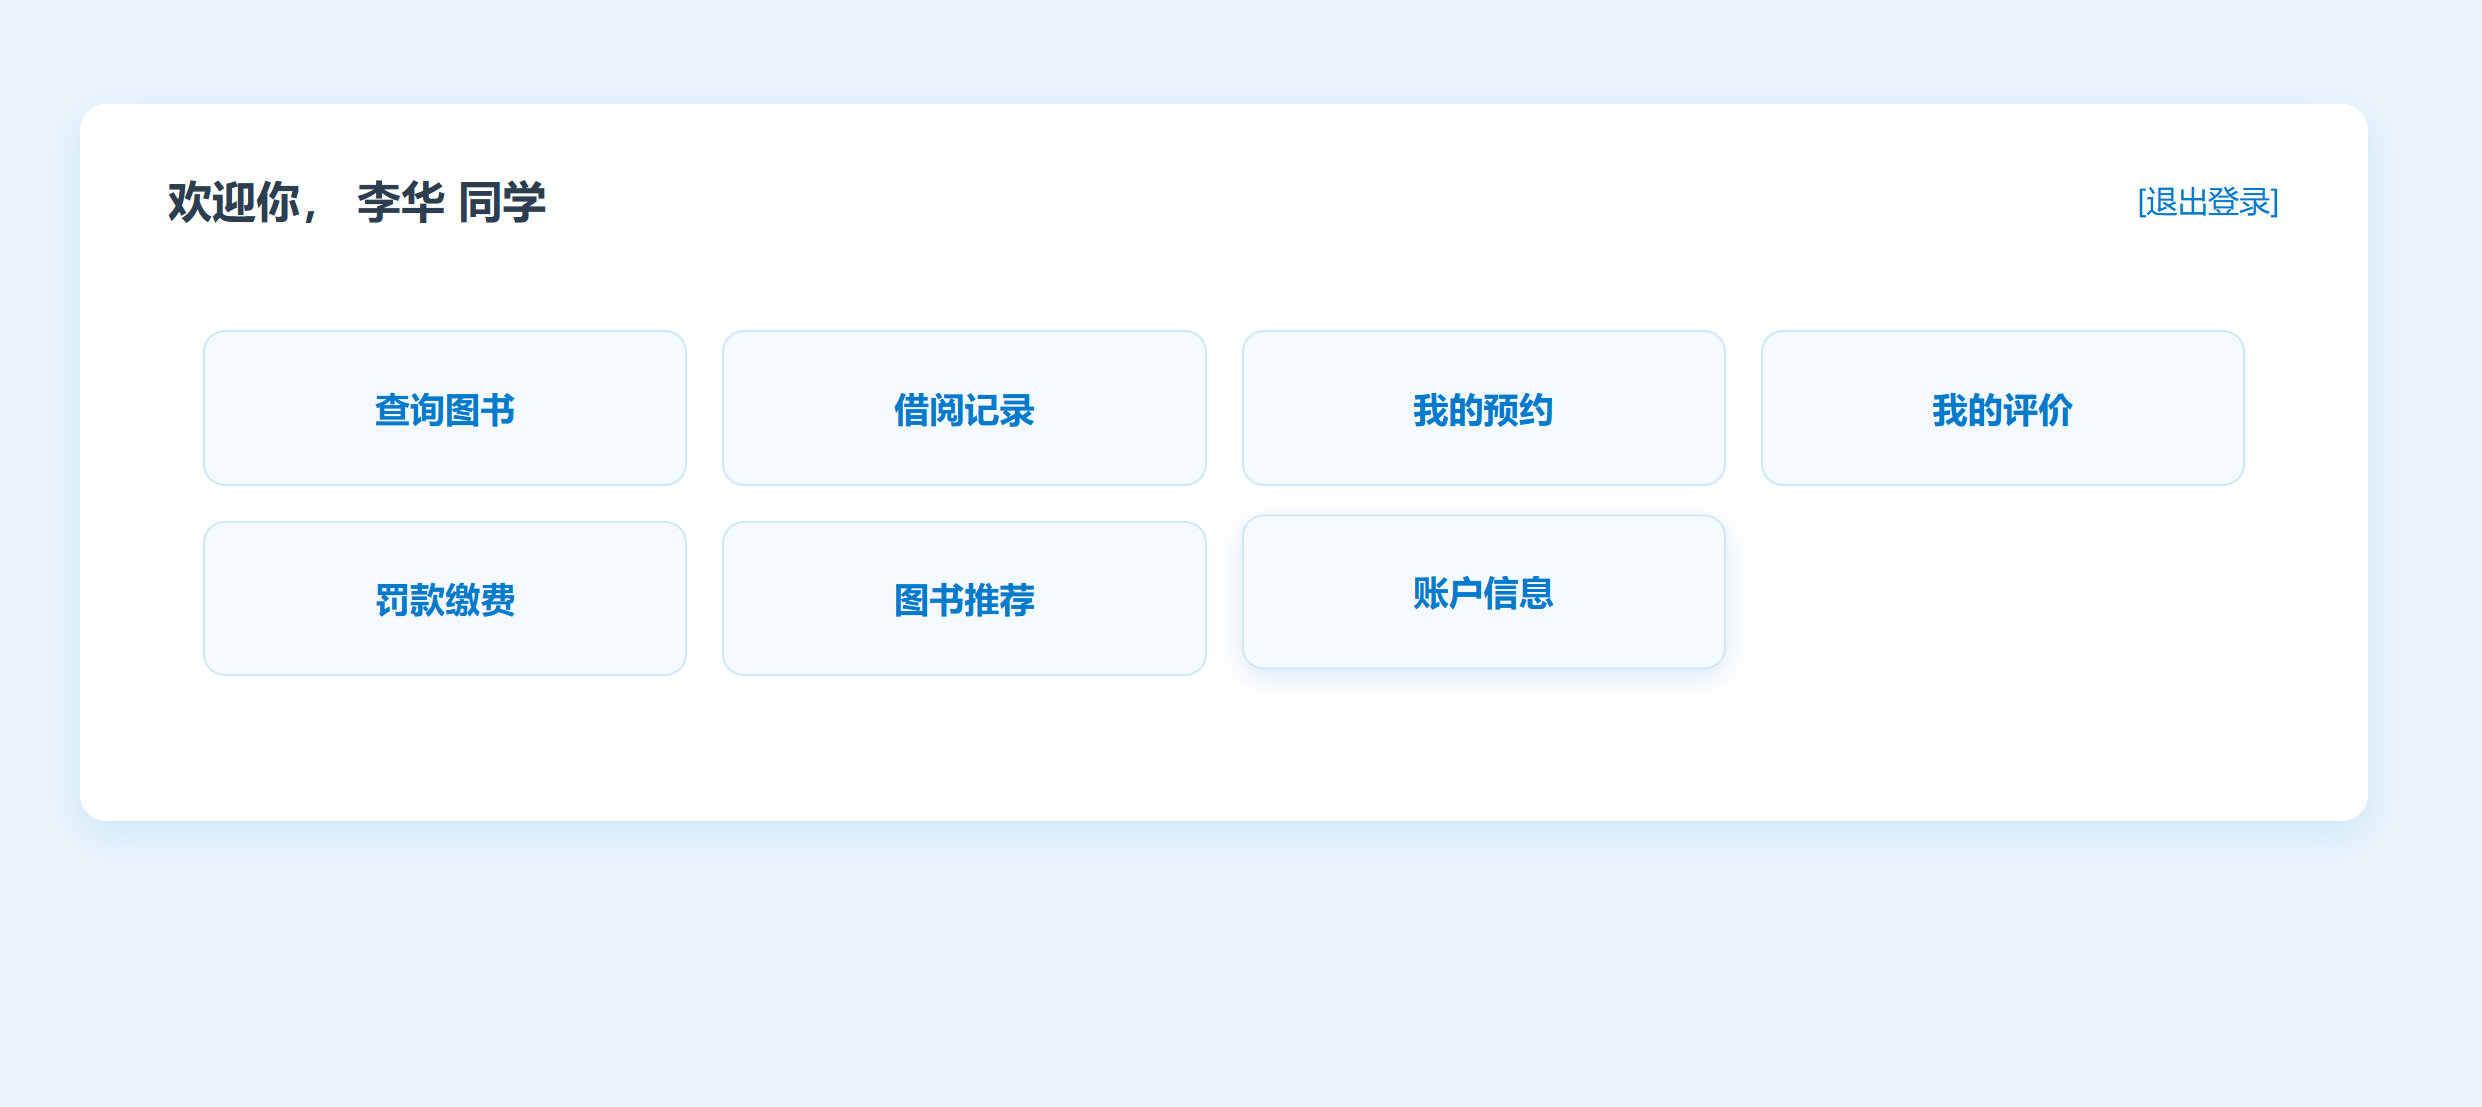 欢迎你， 李华 同学
[退出登录]
查询图书
借阅记录
我的预约
我的评价
罚款缴费
图书推荐
账户信息